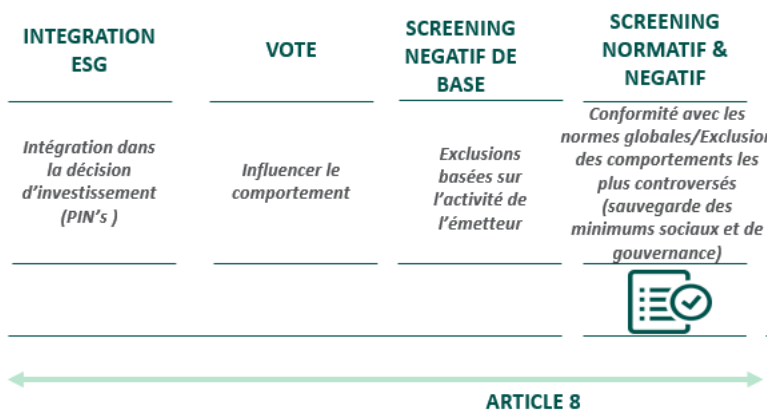 INTEGRATION
ESG
VOTE
SCREENING
NEGATIF DE
BASE
SCREENING
NORMATIF &
NEGATIF
Intégration dans
la décision
d'investissement
(PIN's )
Influencer le
comportement
Exclusions
basées sur
l'activité de
l'émetteur
Conformité avec les
normes globales/Exclusion
des comportements les
plus controversés
(sauvegarde des
minimums sociaux et de
gouvernance)
ARTICLE 8